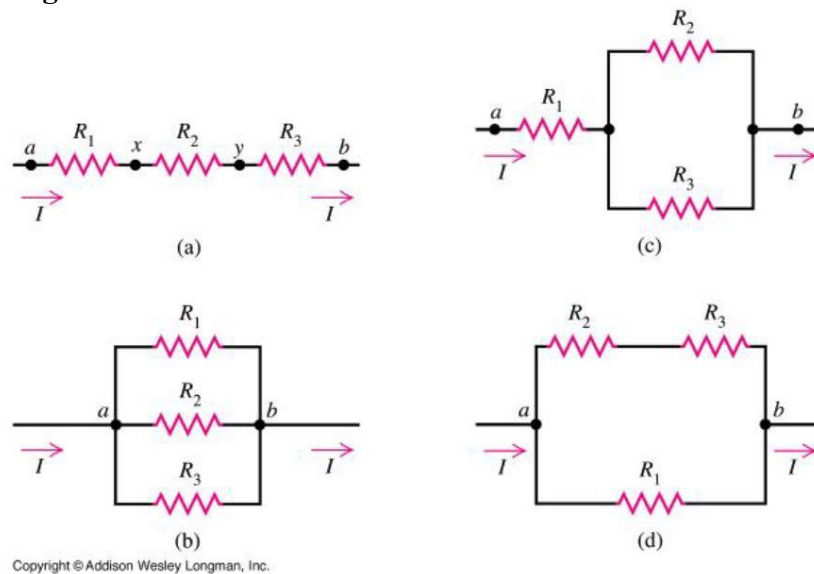 a R1 x R2 y R3 b
I I
(a)
R2
a R1 b
I I
R3
(c)
R1
a R2 b
I I
R3
(b)
R2 R3
a b
I I
R1
(d)
Copyright © Addison Wesley Longman, Inc.